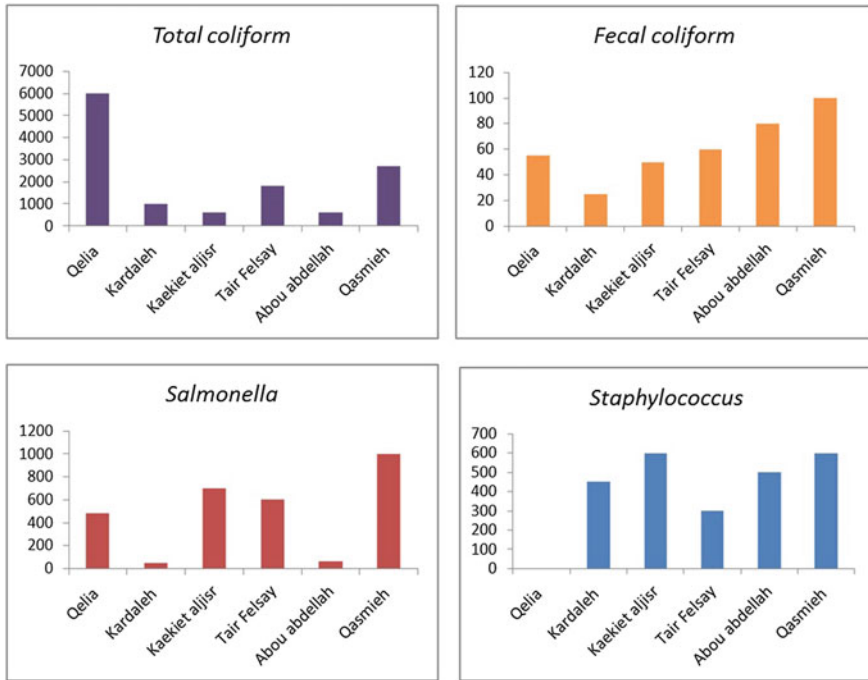 Total coliform
7000
6000
5000
4000
3000
2000
1000
0
Qelia
Kardaleh
Kaekiet aljisr
Tair Felsay
Abou abdellah
Qasmieh
Fecal coliform
120
100
80
60
40
20
0
Qelia
Kardaleh
Kaekiet aljisr
Tair Felsay
Abou abdellah
Qasmieh
Salmonella
1200
1000
800
600
400
200
0
Qelia
Kardaleh
Kaekiet aljisr
Tair Felsay
Abou abdellah
Qasmieh
Staphylococcus
700
600
500
400
300
200
100
0
Qelia
Kardaleh
Kaekiet aljisr
Tair Felsay
Abou abdellah
Qasmieh